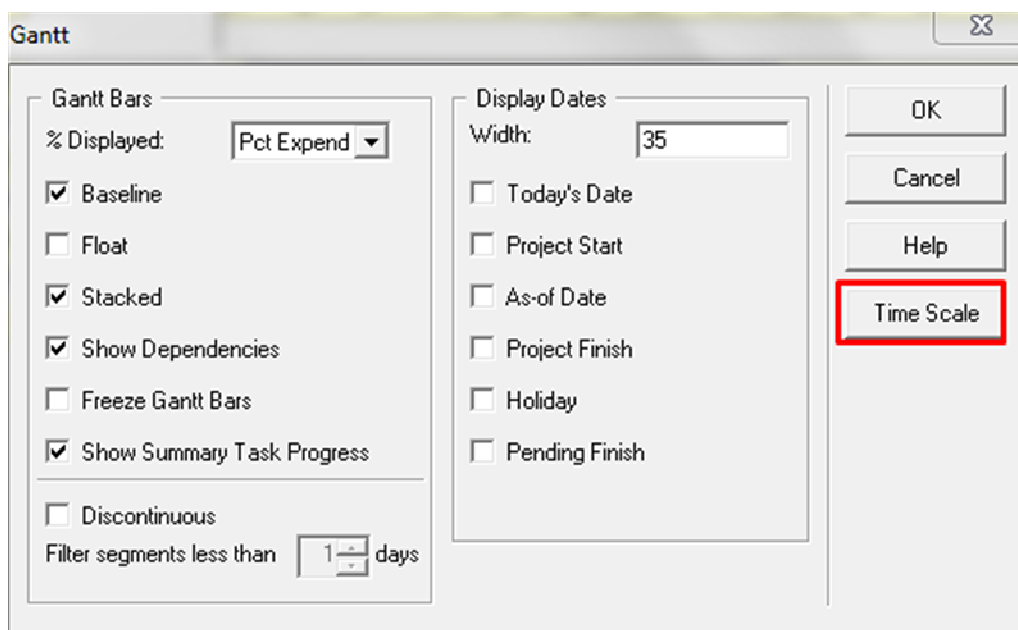 Gantt
Gantt Bars
% Displayed:
Pct Expend
Baseline
Float
Stacked
Show Dependencies
Freeze Gantt Bars
Show Summary Task Progress
Discontinuous
Filter segments less than 1 days
Display Dates
Width:
35
Today's Date
Project Start
As-of Date
Project Finish
Holiday
Pending Finish
OK
Cancel
Help
Time Scale